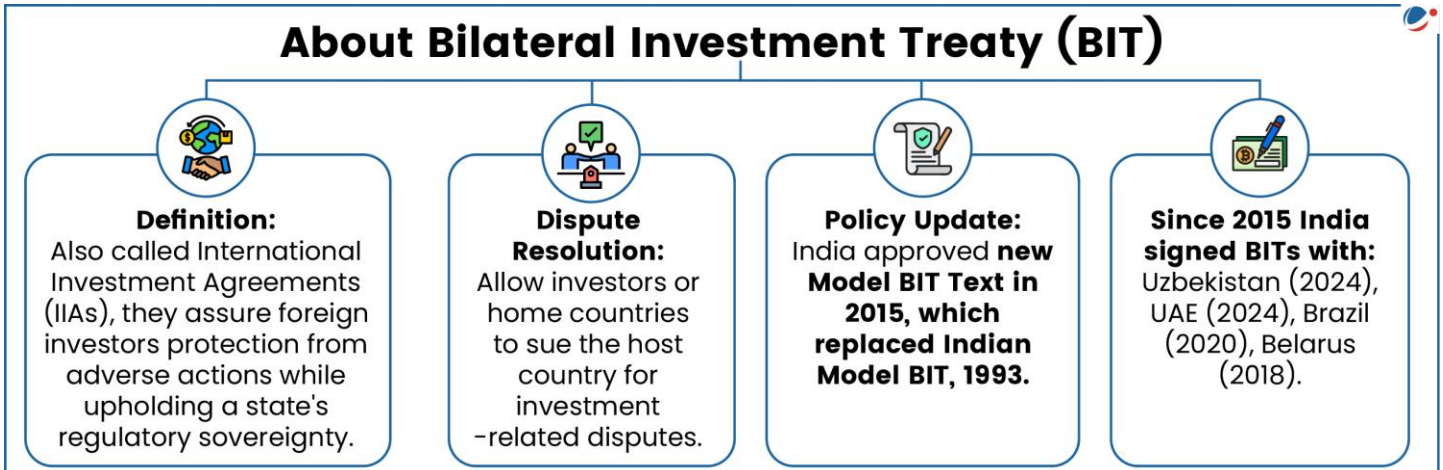 About Bilateral Investment Treaty (BIT)
Definition:
Also called International
Investment Agreements
(IIAs), they assure foreign
investors protection from
adverse actions while
upholding a state's
regulatory sovereignty.
Dispute
Resolution:
Allow investors or
home countries
to sue the host
country for
investment
-related disputes.
Policy Update:
India approved new
Model BIT Text in
2015, which
replaced Indian
Model BIT, 1993.
Since 2015 India
signed BITs with:
Uzbekistan (2024),
UAE (2024), Brazil
(2020), Belarus
(2018).